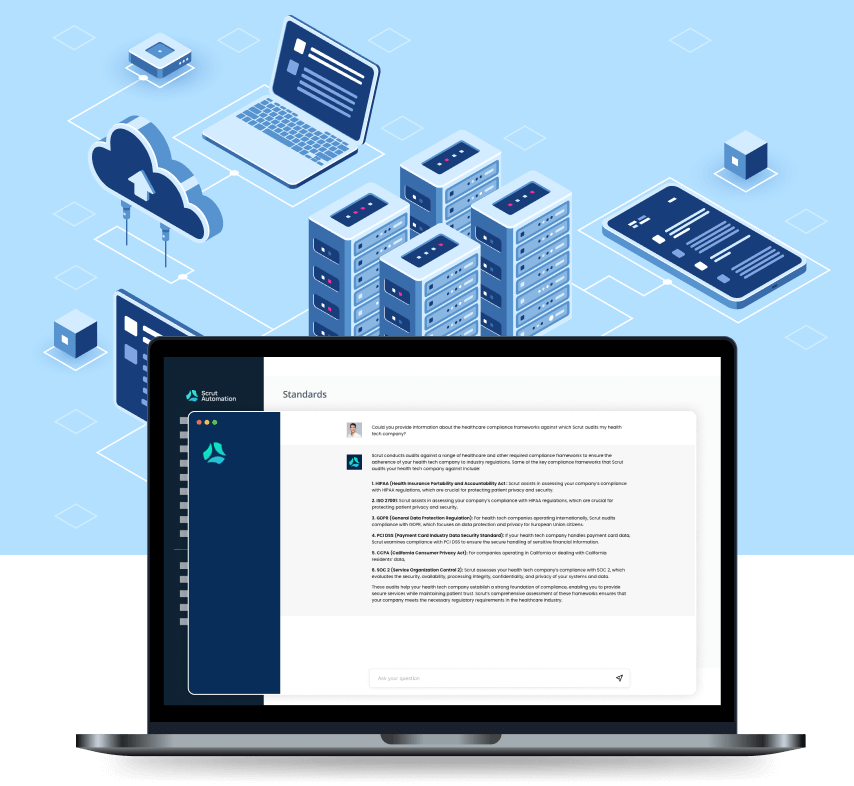 Scrut
Automation
Standards
Could you provide information about the healthcare compliance frameworks against which Scrut audits my health
tech company?
Scrut conducts audits against a range of healthcare and other required compliance frameworks to ensure the
adherence of your health tech company to industry regulations. Some of the key compliance frameworks that Scrut
audits your health tech company against include:
1. HIPAA (Health Insurance Portability and Accountability Act : Scrut assists in assessing your company's compliance
with HIPAA regulations, which are crucial for protecting patient privacy and security.
2. ISO 27001: Scrut assists in assessing your company's compliance with HIPAA regulations, which are crucial for
protecting patient privacy and security.
3. GDPR (General Data Protection Regulation): For health tech companies operating internationally, Scrut audits
compliance with GDPR, which focuses on data protection and privacy for European Union citizens.
4. PCI DSS (Payment Card Industry Data Security Standard): If your health tech company handles payment card data,
Scrut examines compliance with PCI DSS to ensure the secure handling of sensitive financial information.
5. CCPA (California Consumer Privacy Act): For companies operating in California or dealing with California
residents' data,
6. SOC 2 (Service Organization Control 2): Scrut assesses your health tech company's compliance with SOC 2, which
evaluates the security, availability, processing integrity, confidentiality, and privacy of your systems and data.
These audits help your health tech company establish a strong foundation of compliance, enabling you to provide
secure services while maintaining patient trust. Scrut's comprehensive assessment of these frameworks ensures that
your company meets the necessary regulatory requirements in the healthcare industry.
Ask your question